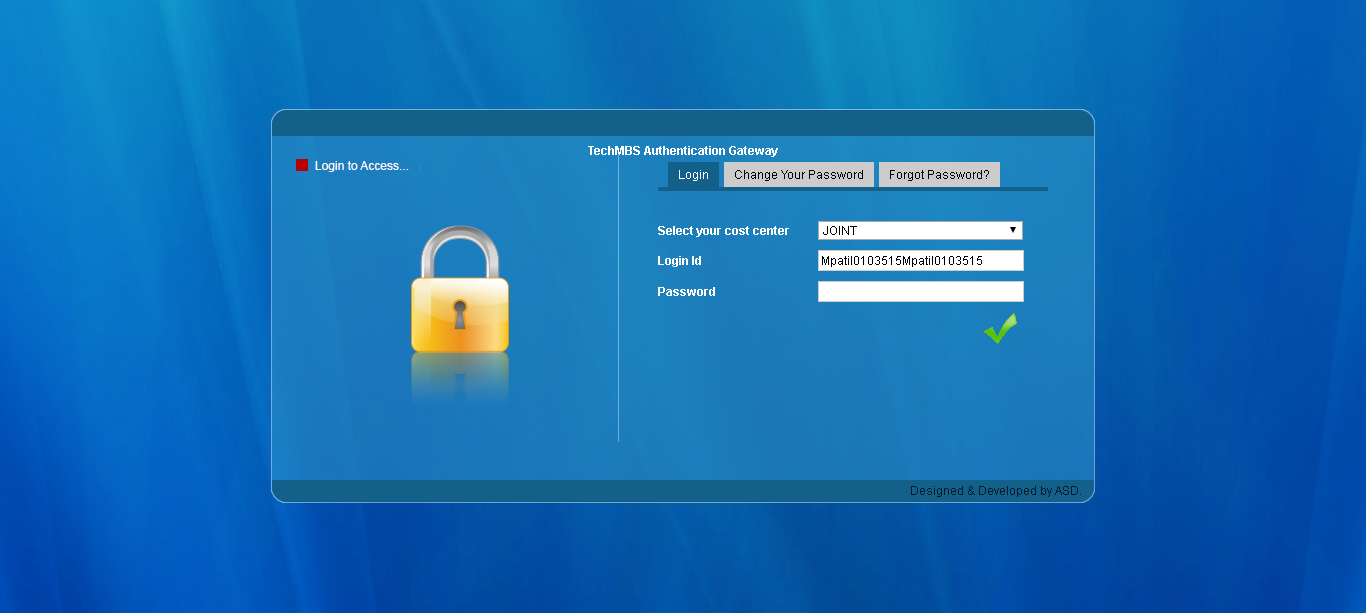 TechMBS Authentication Gateway
Login to Access...
Login Change Your Password Forgot Password?
Select your cost center JOINT
Login Id Mpatil0103515Mpatil0103515
Password
Designed & Developed by ASD.